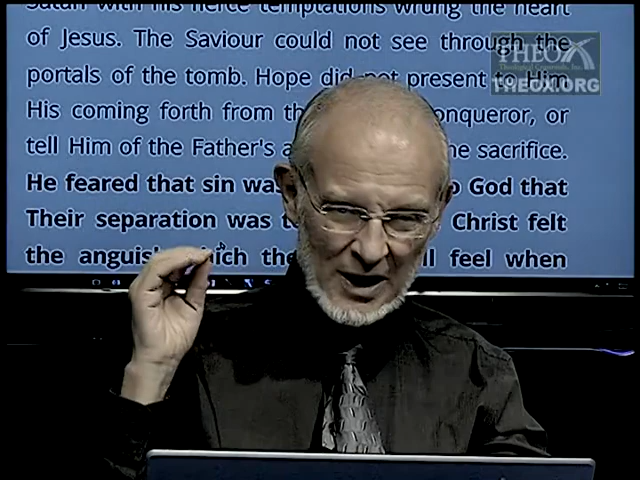 Satan with his fierce temptations wrung the heart
of Jesus. The Saviour could not see through the
portals of the tomb. Hope did not present to Him
His coming forth from conqueror, or
tell Him of the Father's sacrifice.
He feared that sin was to God that
Their separation was Christ felt
the anguish which the feel when
THEOX
THEOX.ORG